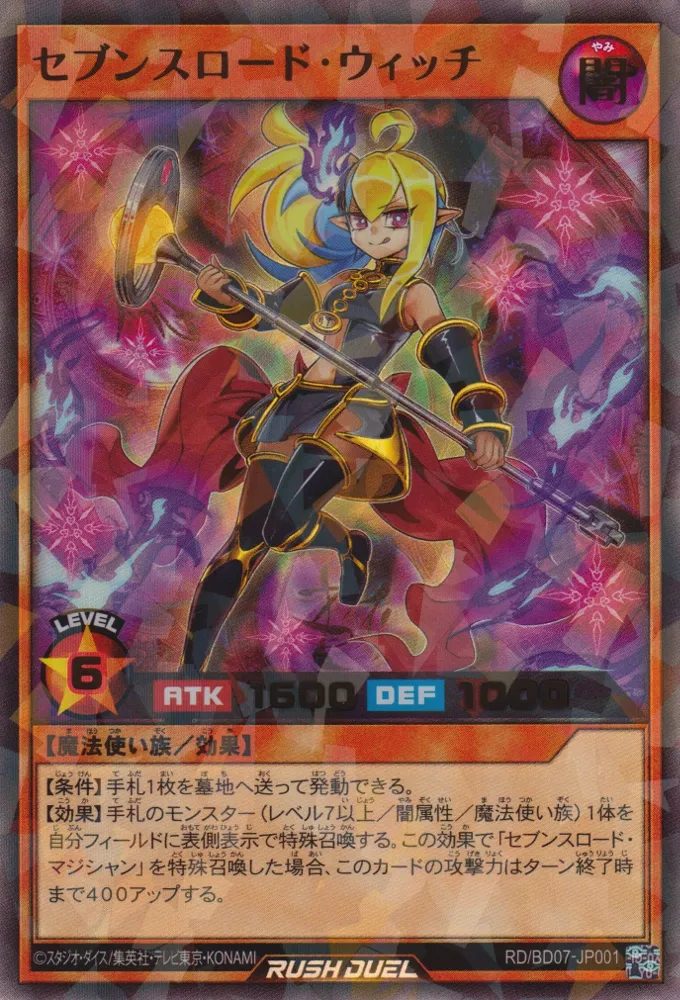 セブンスロード・ウィッチ
やみ
闇
LEVEL
6
ATK 1600 DEF 1000
【魔法使い族／効果】
【条件】手札1枚を墓地へ送って発動できる。
【効果】手札のモンスター（レベル7以上／闇属性／魔法使い族）1体を
自分フィールドに表側表示で特殊召喚する。この効果で「セブンスロード・
マジシャン」を特殊召喚した場合、このカードの攻撃力はターン終了時
まで400アップする。
©スタジオ・ダイス/集英社・テレビ東京・KONAMI
RUSH DUEL
RD/BD07-JP001